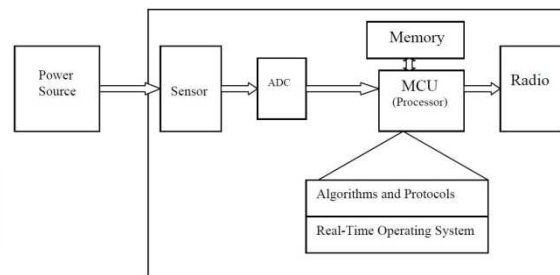 Power
Source
Sensor
ADC
Memory
MCU
(Processor)
Radio
Algorithms and Protocols
Real-Time Operating System